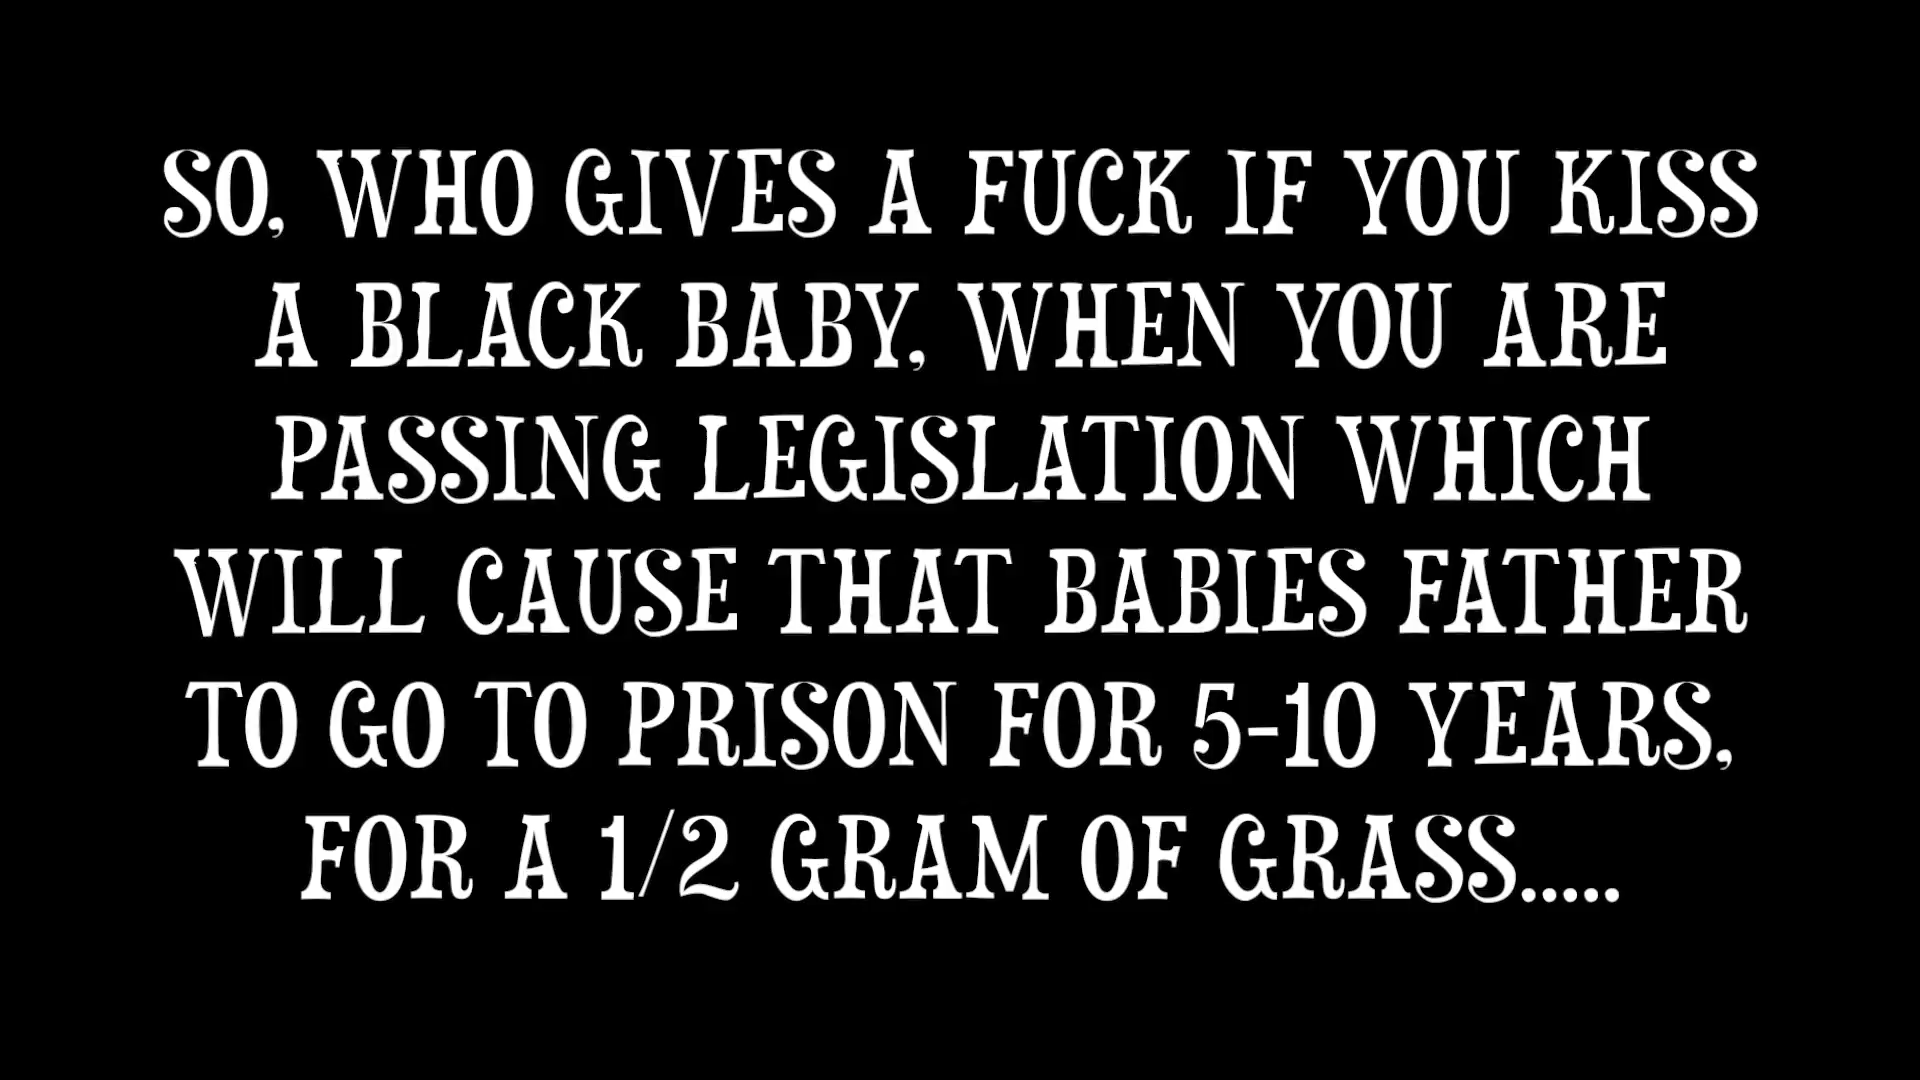 SO, WHO GIVES A FUCK IF YOU KISS
A BLACK BABY, WHEN YOU ARE
PASSING LEGISLATION WHICH
WILL CAUSE THAT BABIES FATHER
TO GO TO PRISON FOR 5-10 YEARS,
FOR A 1/2 GRAM OF GRASS.....